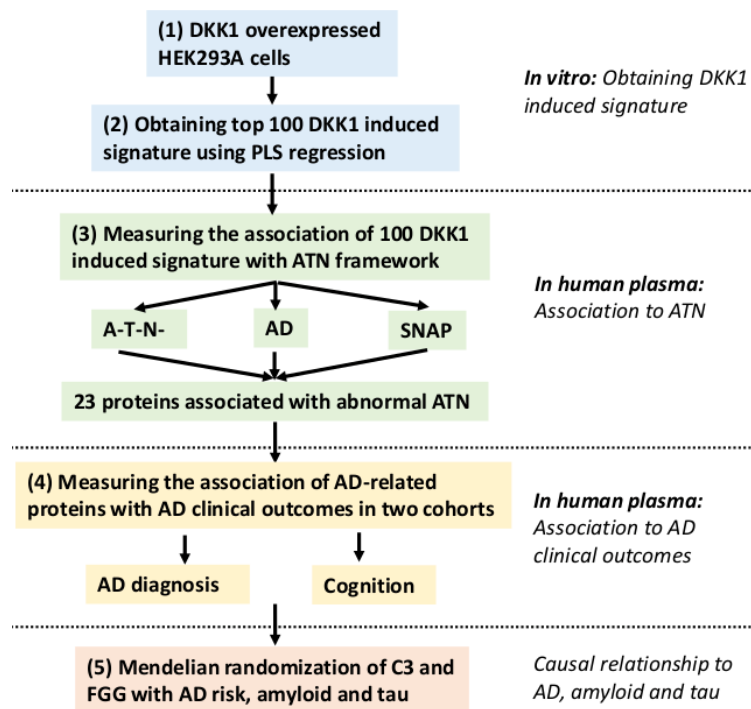 (1) DKK1 overexpressed
HEK293A cells
In vitro: Obtaining DKK1
induced signature
(2) Obtaining top 100 DKK1 induced
signature using PLS regression
(3) Measuring the association of 100 DKK1
induced signature with ATN framework
In human plasma:
Association to ATN
A-T-N-
AD
SNAP
23 proteins associated with abnormal ATN
(4) Measuring the association of AD-related
proteins with AD clinical outcomes in two cohorts
In human plasma:
Association to AD
clinical outcomes
AD diagnosis
Cognition
(5) Mendelian randomization of C3 and
FGG with AD risk, amyloid and tau
Causal relationship to
AD, amyloid and tau